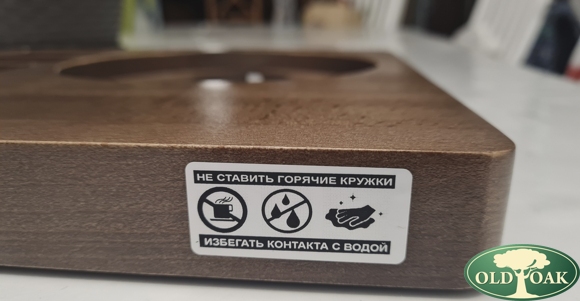 НЕ СТАВИТЬ ГОРЯЧИЕ КРУЖКИ
ИЗБЕГАТЬ КОНТАКТА С ВОДОЙ
OLD OAK